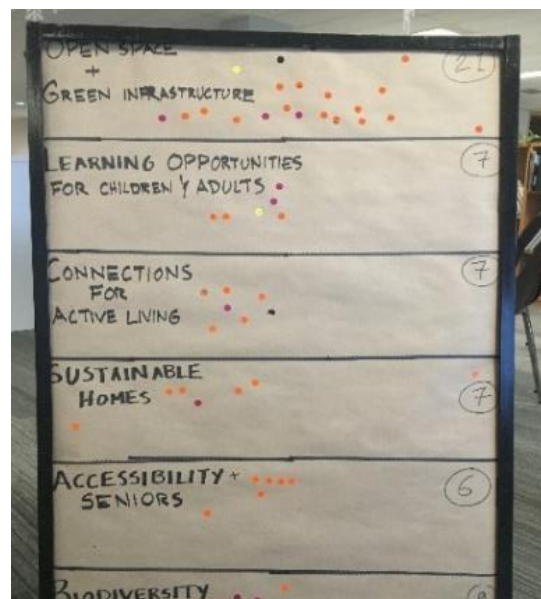 OPEN SPACE 21
+
GREEN INFRASTRUCTURE
LEARNING OPPORTUNITIES 7
FOR CHILDREN & ADULTS
CONNECTIONS 7
FOR
ACTIVE LIVING
SUSTAINABLE
HOMES 7
ACCESSIBILITY + 6
SENIORS
BIODIVERSITY